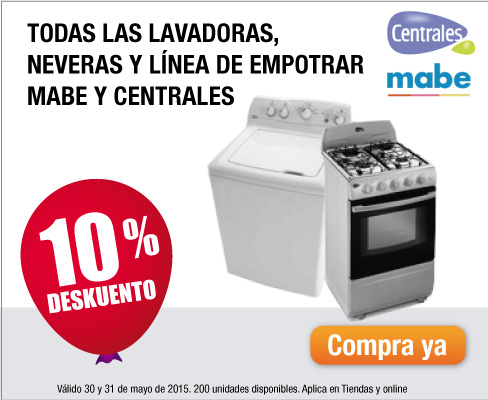 TODAS LAS LAVADORAS,
NEVERAS Y LÍNEA DE EMPOTRAR
MABE Y CENTRALES
Centrales
mabe
10%
DESKUENTO
Compra ya
Válido 30 y 31 de mayo de 2015. 200 unidades disponibles. Aplica en Tiendas y online